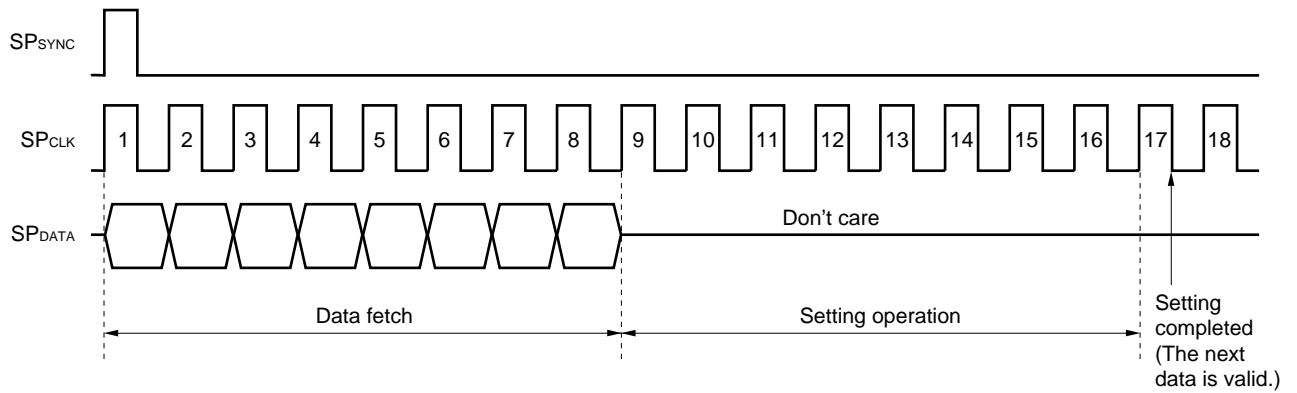 SPSYNC
SPCLK 1 2 3 4 5 6 7 8 9 10 11 12 13 14 15 16 17 18
SPDATA Don't care
Data fetch Setting operation
Setting
completed
(The next
data is valid.)